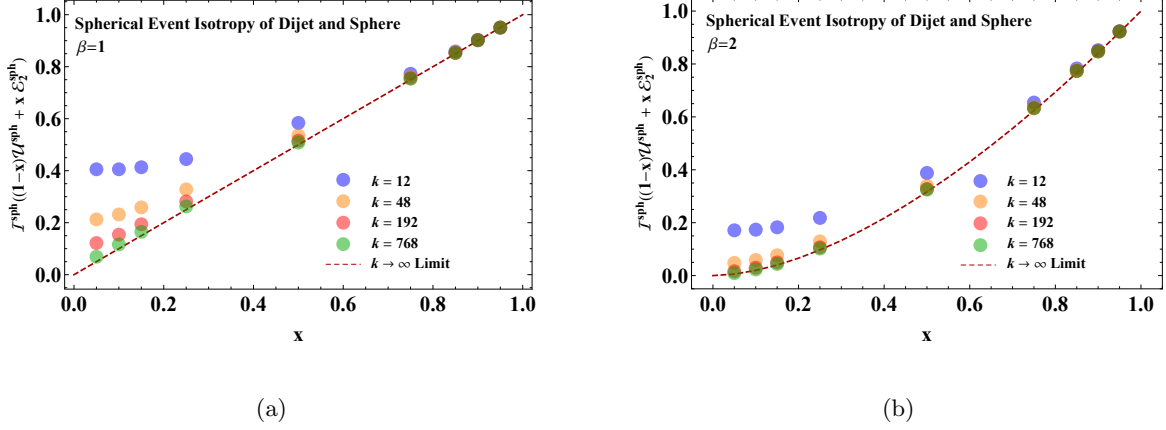 Spherical Event Isotropy of Dijet and Sphere
β=1
1.0
0.8
0.6
0.4
0.2
0.0
𝓘^sph((1−x)𝒰^sph + x 𝓔₂^sph)
k = 12
k = 48
k = 192
k = 768
k → ∞ Limit
0.0 0.2 0.4 0.6 0.8 1.0
x
(a)
Spherical Event Isotropy of Dijet and Sphere
β=2
1.0
0.8
0.6
0.4
0.2
0.0
𝓘^sph((1−x)𝒰^sph + x 𝓔₂^sph)
k = 12
k = 48
k = 192
k = 768
k → ∞ Limit
0.0 0.2 0.4 0.6 0.8 1.0
x
(b)